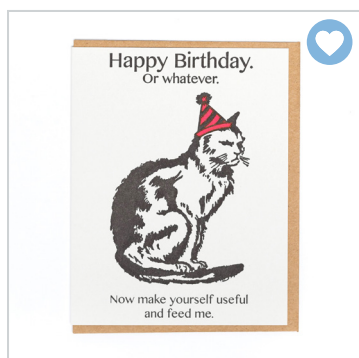 Happy Birthday.
Or whatever.
Now make yourself useful
and feed me.